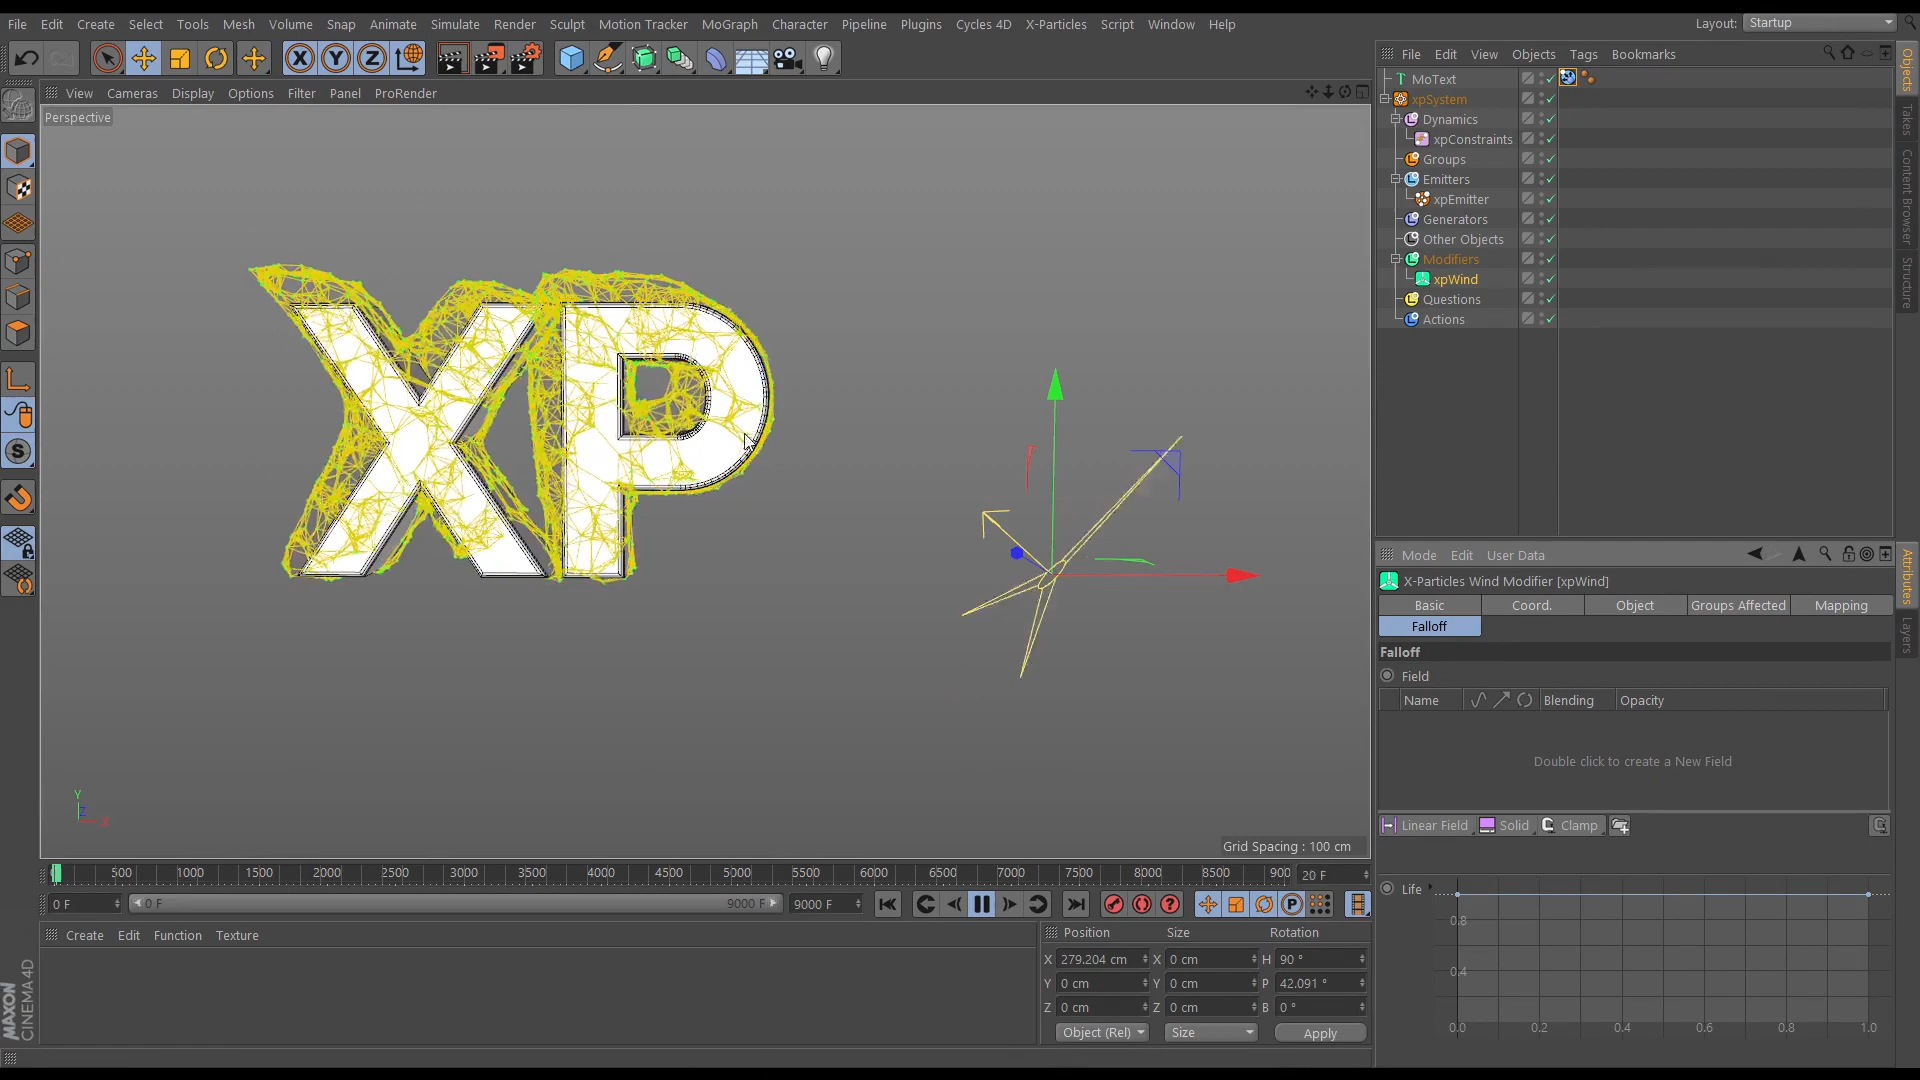 File Edit Create Select Tools Mesh Volume Snap Animate Simulate Render Sculpt Motion Tracker MoGraph Character Pipeline Plugins Cycles 4D X-Particles Script Window Help
Layout: Startup
X Y Z
View Cameras Display Options Filter Panel ProRender
Perspective
XP
Y
Z
X
Grid Spacing : 100 cm
File Edit View Objects Tags Bookmarks
MoText
xpSystem
Dynamics
xpConstraints
Groups
Emitters
xpEmitter
Generators
Other Objects
Modifiers
xpWind
Questions
Actions
Objects
Takes
Content Browser
Structure
Mode Edit User Data
X-Particles Wind Modifier [xpWind]
Basic Coord. Object Groups Affected Mapping
Falloff
Falloff
Field
Name Blending Opacity
Double click to create a New Field
Linear Field Solid Clamp
Life
0.8
0.4
0.0 0.2 0.4 0.6 0.8 1.0
Attributes
Layers
500 1000 1500 2000 2500 3000 3500 4000 4500 5000 5500 6000 6500 7000 7500 8000 8500 900 20 F
0 F 0 F 9000 F 9000 F
Create Edit Function Texture
Position Size Rotation
X 279.204 cm X 0 cm H 90 °
Y 0 cm Y 0 cm P 42.091 °
Z 0 cm Z 0 cm B 0 °
Object (Rel) Size Apply
MAXON
CINEMA 4D